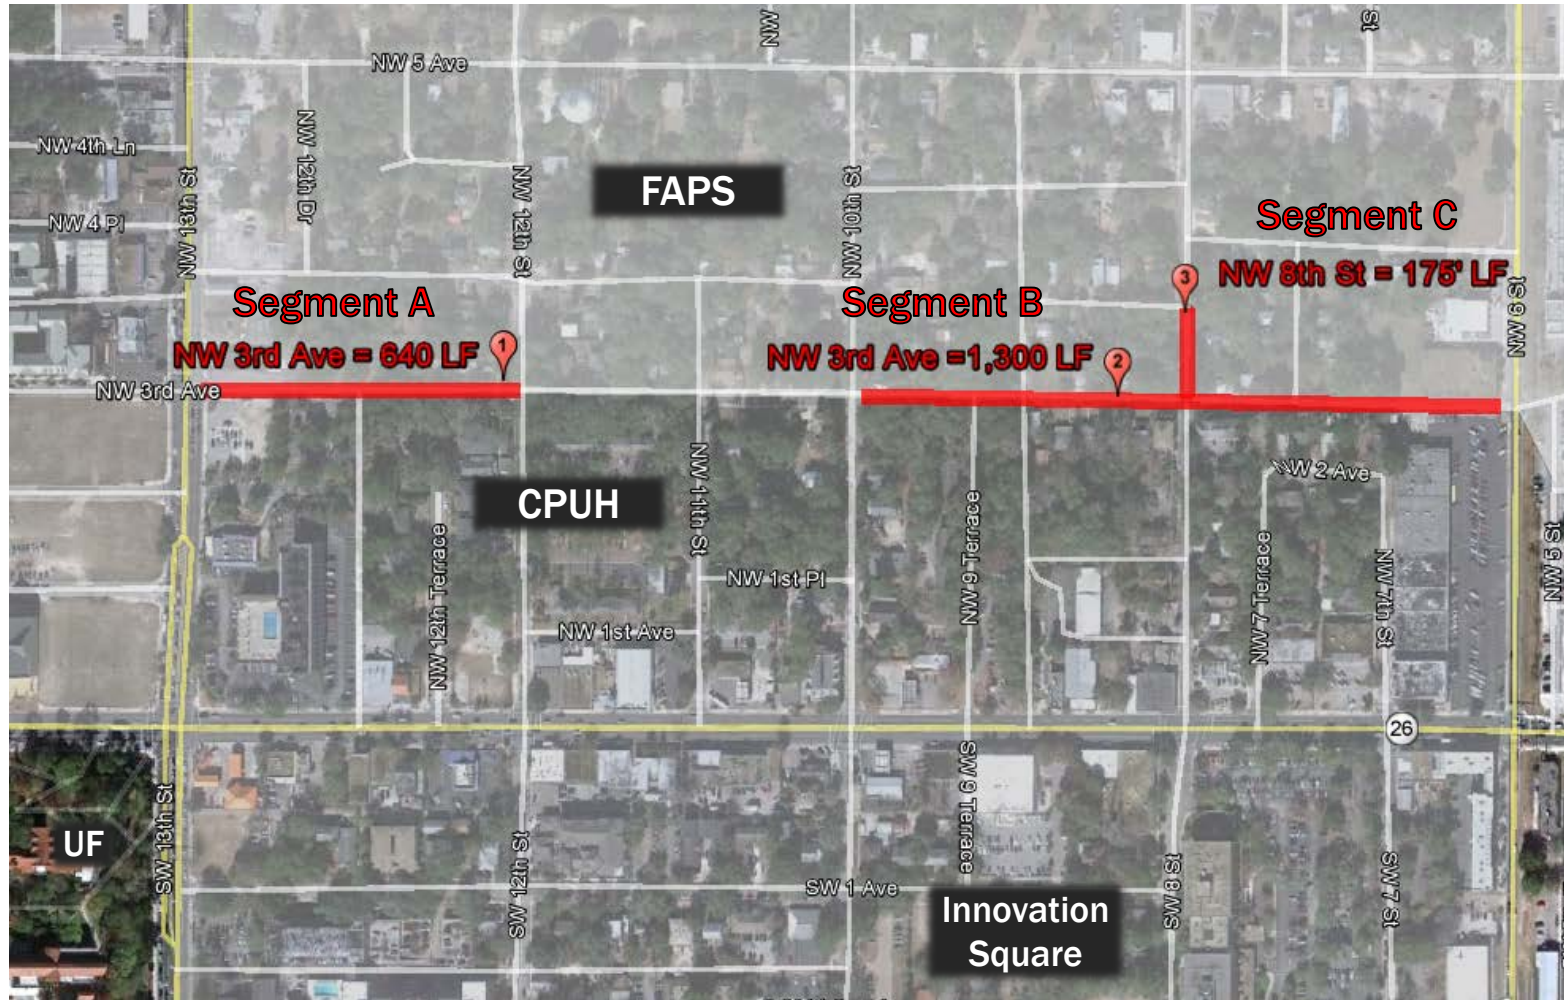 NW
St
NW 5 Ave
NW 4th Ln
NW 12th Dr
NW 13th St
NW 12th St
NW 10th St
FAPS
NW 4 Pl
Segment C
NW 8th St = 175' LF
3
Segment A
NW 3rd Ave = 640 LF
1
Segment B
NW 3rd Ave =1,300 LF
2
NW 6 St
NW 3rd Ave
CPUH
NW 11th St
NW 2 Ave
NW 12th Terrace
NW 9 Terrace
NW 7 Terrace
NW 7th St
NW 5 St
NW 1st Pl
NW 1st Ave
26
UF
SW 13th St
SW 12th St
SW 9 Terrace
SW 8 St
SW 7 St
SW 1 Ave
Innovation
Square